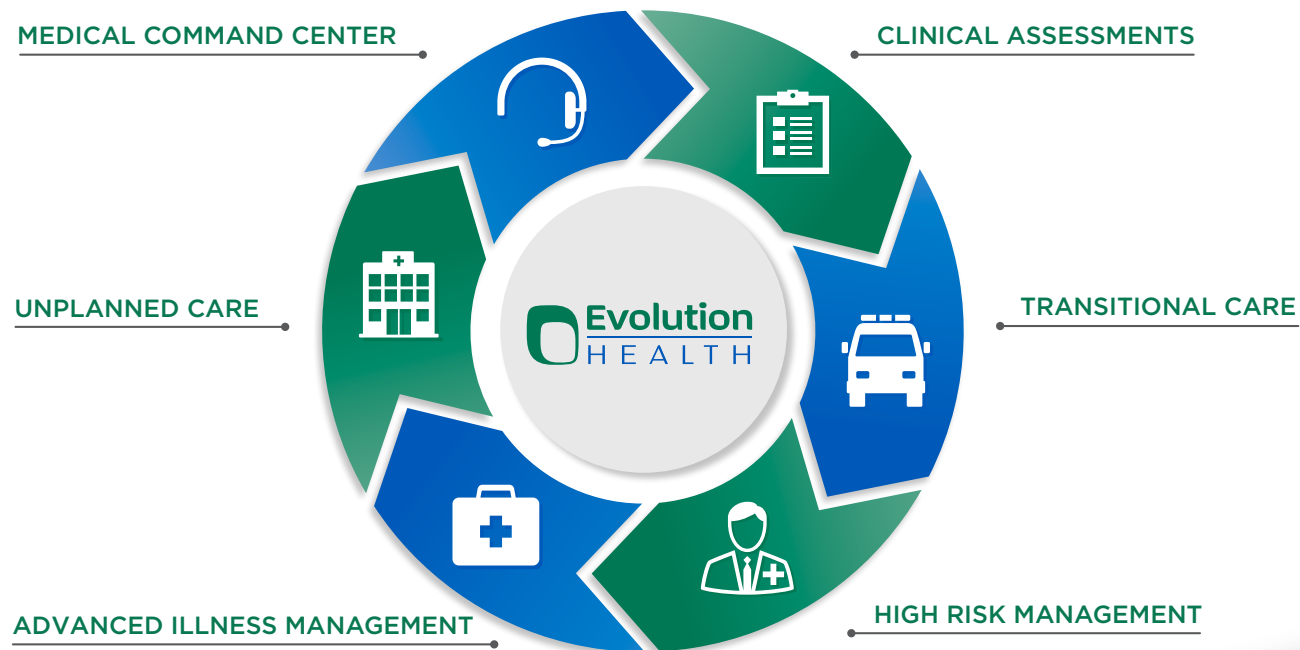 MEDICAL COMMAND CENTER
CLINICAL ASSESSMENTS
UNPLANNED CARE
Evolution
HEALTH
TRANSITIONAL CARE
ADVANCED ILLNESS MANAGEMENT
HIGH RISK MANAGEMENT